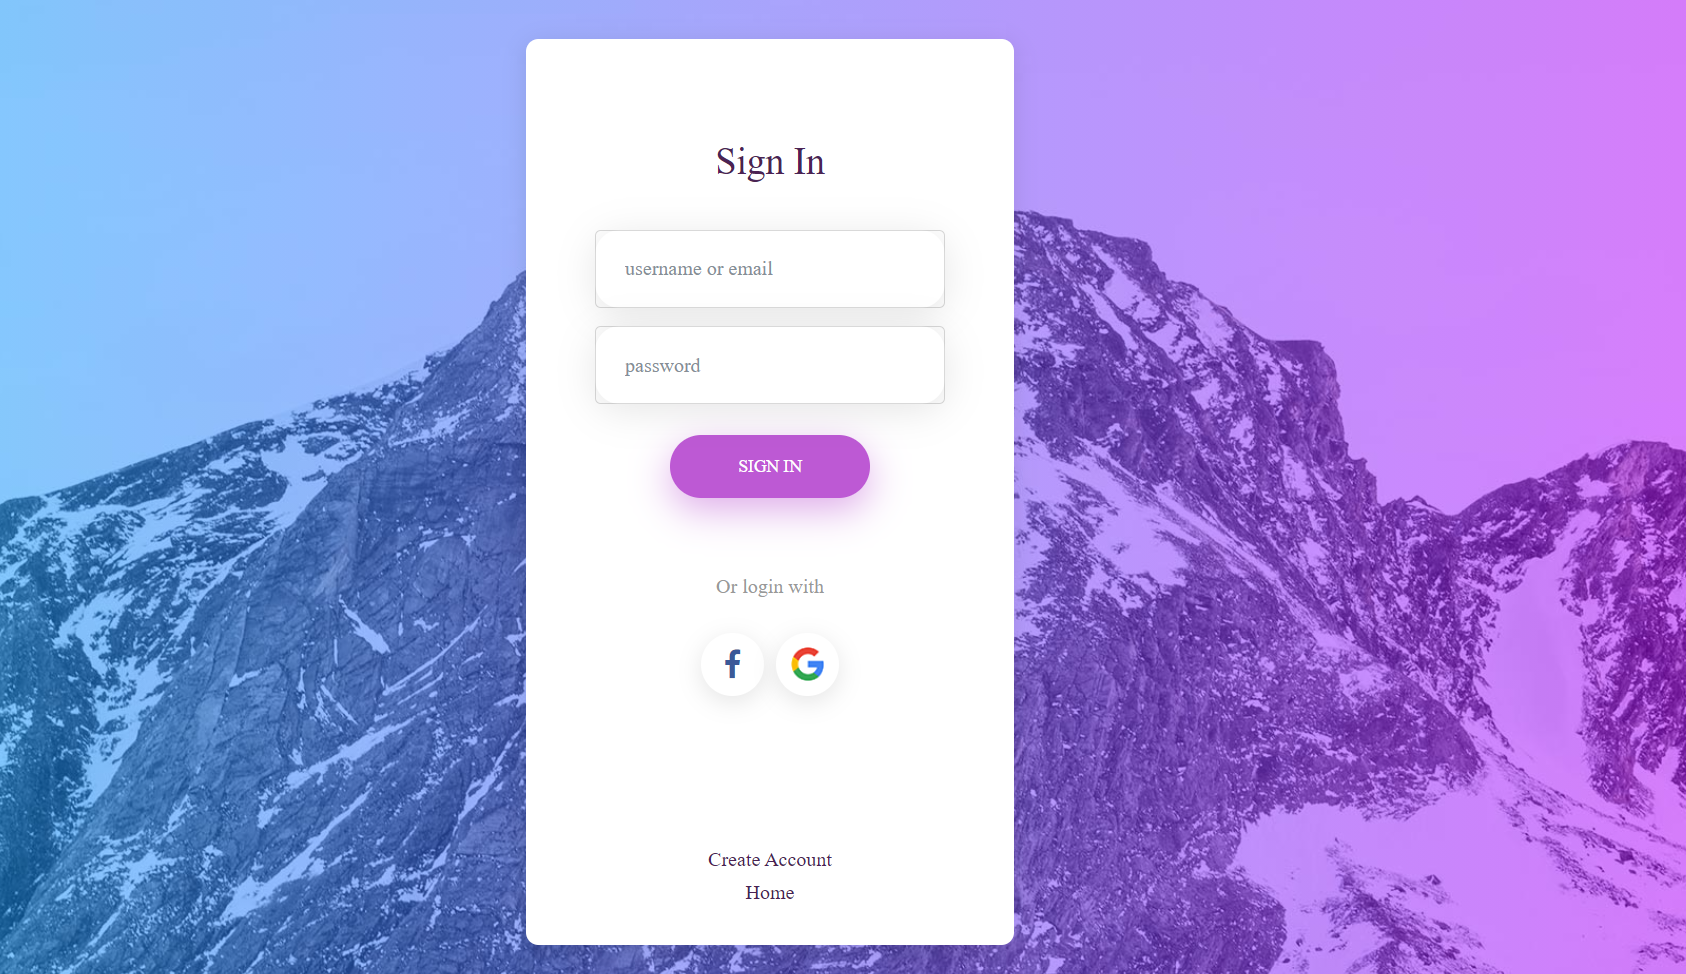 Sign In
username or email
password
SIGN IN
Or login with
Create Account
Home